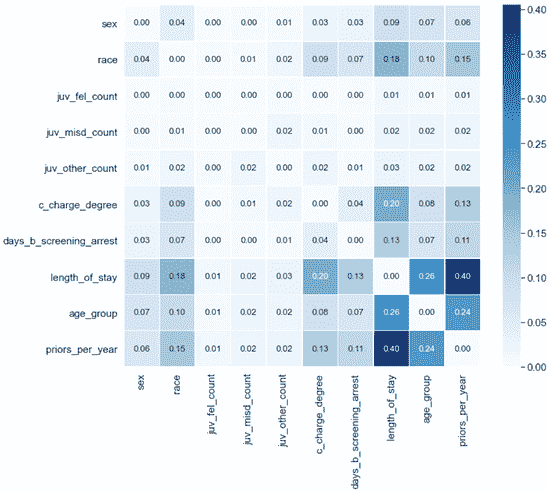 sex 0.00 0.04 0.00 0.00 0.01 0.03 0.03 0.09 0.07 0.06
race 0.04 0.00 0.00 0.01 0.02 0.09 0.07 0.18 0.10 0.15
juv_fel_count 0.00 0.00 0.00 0.00 0.00 0.00 0.00 0.01 0.01 0.01
juv_misd_count 0.00 0.01 0.00 0.00 0.02 0.01 0.00 0.02 0.02 0.02
juv_other_count 0.01 0.02 0.00 0.02 0.00 0.02 0.01 0.03 0.02 0.02
c_charge_degree 0.03 0.09 0.00 0.01 0.02 0.00 0.04 0.20 0.08 0.13
days_b_screening_arrest 0.03 0.07 0.00 0.00 0.01 0.04 0.00 0.13 0.07 0.11
length_of_stay 0.09 0.18 0.01 0.02 0.03 0.20 0.13 0.00 0.26 0.40
age_group 0.07 0.10 0.01 0.02 0.02 0.08 0.07 0.26 0.00 0.24
priors_per_year 0.06 0.15 0.01 0.02 0.02 0.13 0.11 0.40 0.24 0.00
sex
race
juv_fel_count
juv_misd_count
juv_other_count
c_charge_degree
days_b_screening_arrest
length_of_stay
age_group
priors_per_year
0.40
0.35
0.30
0.25
0.20
0.15
0.10
0.05
0.00